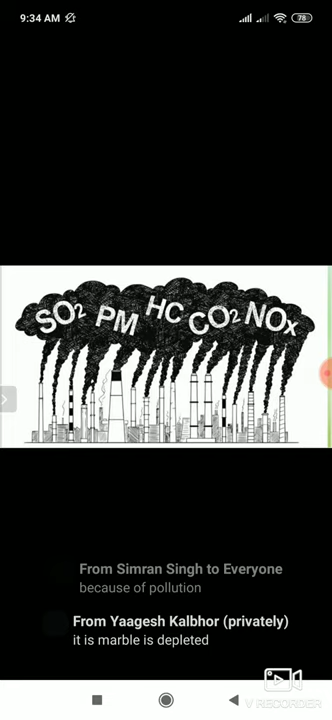 9:34 AM
78
SO2 PM HC CO2 NOx
From Simran Singh to Everyone
because of pollution
From Yaagesh Kalbhor (privately)
it is marble is depleted
V RECORDER